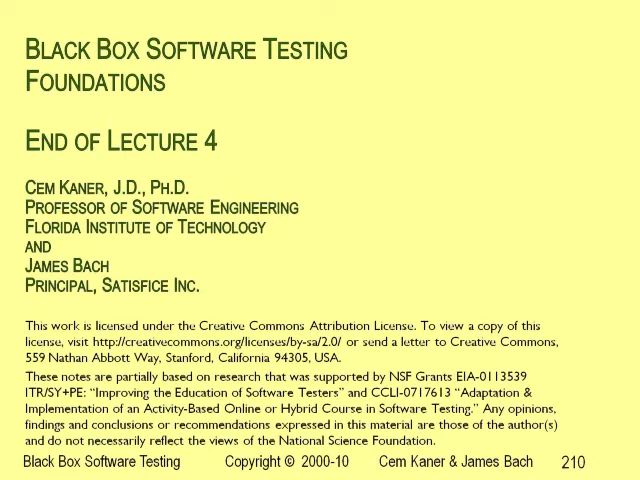 BLACK BOX SOFTWARE TESTING
FOUNDATIONS
END OF LECTURE 4
CEM KANER, J.D., PH.D.
PROFESSOR OF SOFTWARE ENGINEERING
FLORIDA INSTITUTE OF TECHNOLOGY
AND
JAMES BACH
PRINCIPAL, SATISFICE INC.
This work is licensed under the Creative Commons Attribution License. To view a copy of this
license, visit http://creativecommons.org/licenses/by-sa/2.0/ or send a letter to Creative Commons,
559 Nathan Abbott Way, Stanford, California 94305, USA.
These notes are partially based on research that was supported by NSF Grants EIA-0113539
ITR/SY+PE: “Improving the Education of Software Testers” and CCLI-0717613 “Adaptation &
Implementation of an Activity-Based Online or Hybrid Course in Software Testing.” Any opinions,
findings and conclusions or recommendations expressed in this material are those of the author(s)
and do not necessarily reflect the views of the National Science Foundation.
Black Box Software Testing Copyright © 2000-10 Cem Kaner & James Bach 210